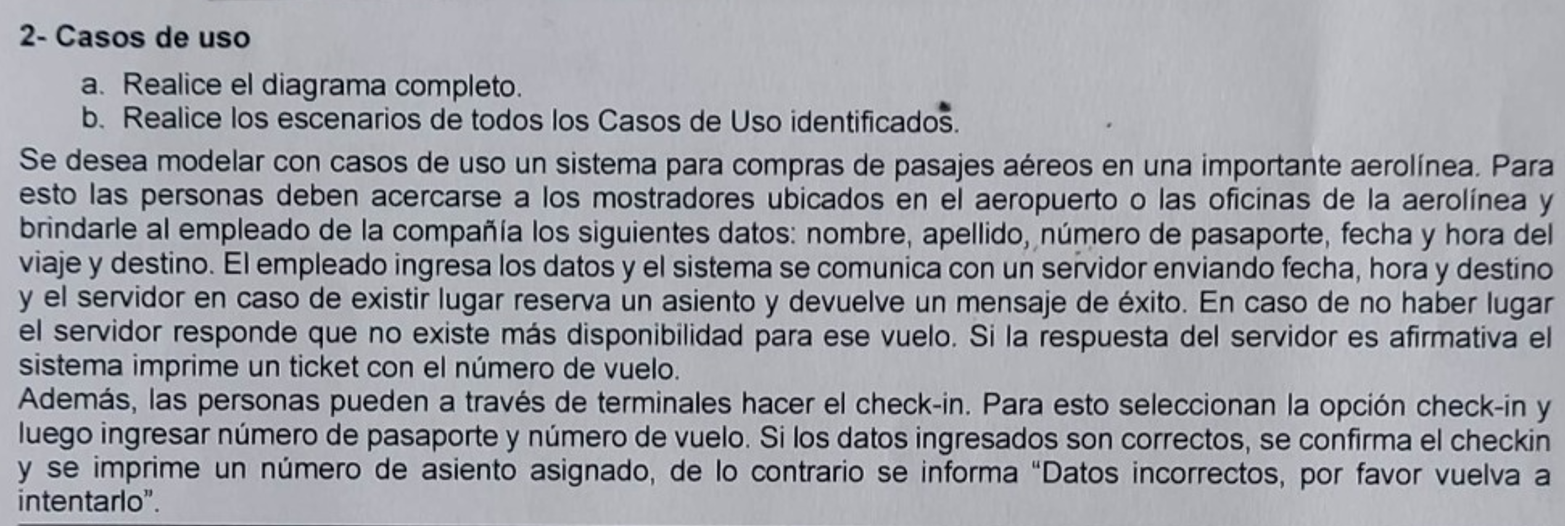 2- Casos de uso
a. Realice el diagrama completo.
b. Realice los escenarios de todos los Casos de Uso identificados.
Se desea modelar con casos de uso un sistema para compras de pasajes aéreos en una importante aerolínea. Para
esto las personas deben acercarse a los mostradores ubicados en el aeropuerto o las oficinas de la aerolínea y
brindarle al empleado de la compañía los siguientes datos: nombre, apellido, número de pasaporte, fecha y hora del
viaje y destino. El empleado ingresa los datos y el sistema se comunica con un servidor enviando fecha, hora y destino
y el servidor en caso de existir lugar reserva un asiento y devuelve un mensaje de éxito. En caso de no haber lugar
el servidor responde que no existe más disponibilidad para ese vuelo. Si la respuesta del servidor es afirmativa el
sistema imprime un ticket con el número de vuelo.
Además, las personas pueden a través de terminales hacer el check-in. Para esto seleccionan la opción check-in y
luego ingresar número de pasaporte y número de vuelo. Si los datos ingresados son correctos, se confirma el checkin
y se imprime un número de asiento asignado, de lo contrario se informa “Datos incorrectos, por favor vuelva a
intentarlo”.